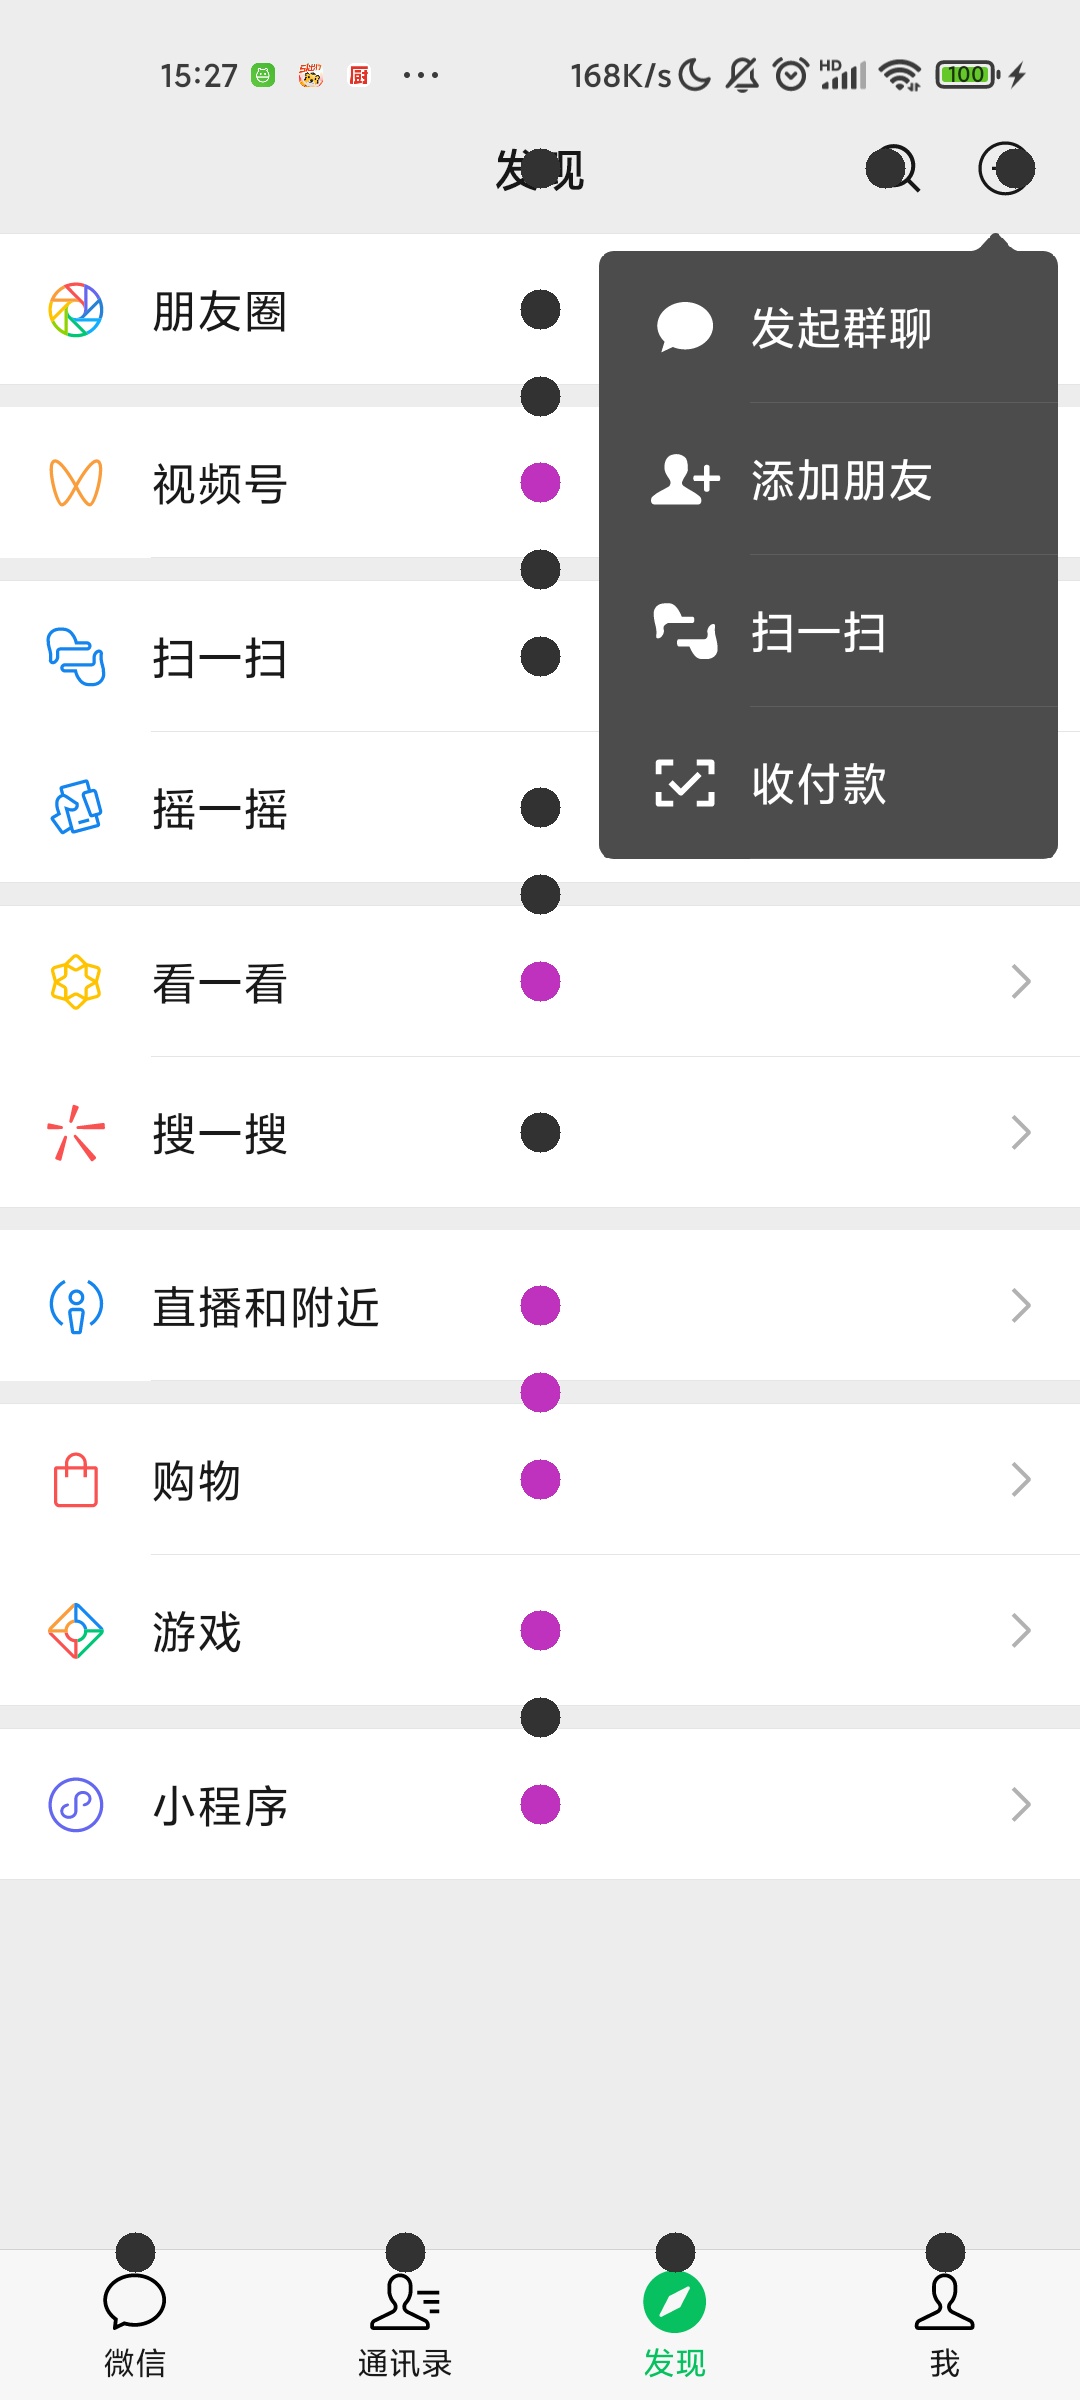 15:27
168K/s
HD
100
发现
朋友圈
视频号
扫一扫
摇一摇
发起群聊
添加朋友
扫一扫
收付款
看一看
搜一搜
直播和附近
购物
游戏
小程序
微信
通讯录
发现
我